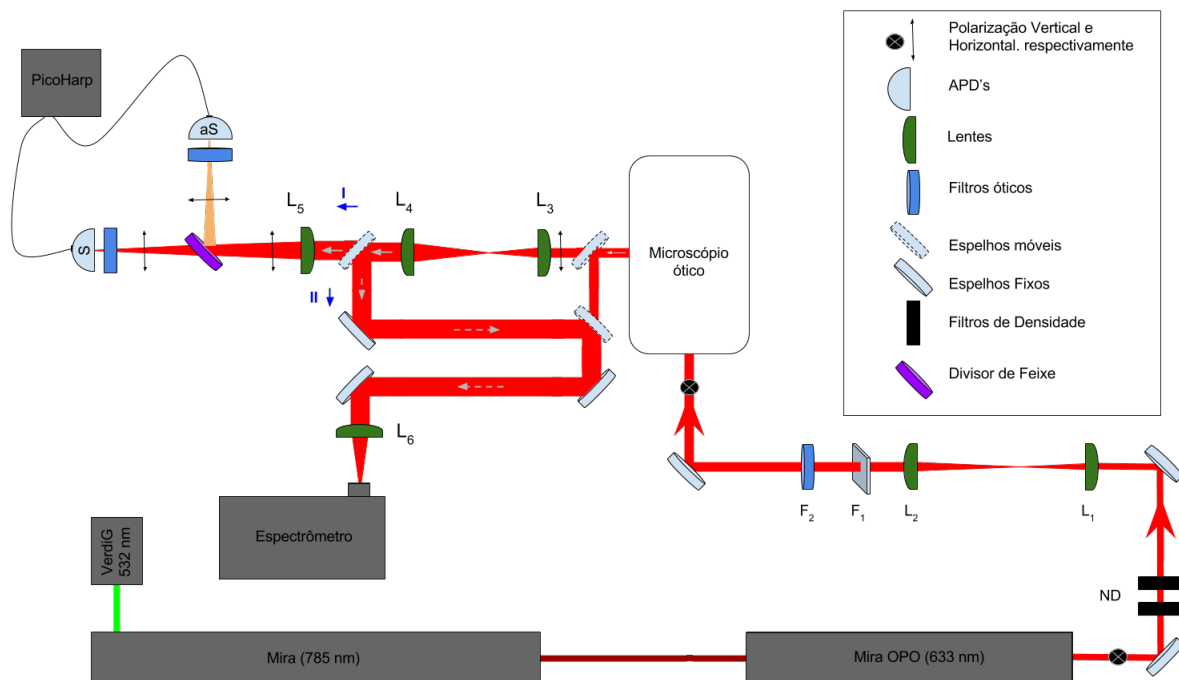 PicoHarp
aS
S
L5
I
L4
L3
II
Microscópio
ótico
L6
Espectrômetro
VerdiG
532 nm
Mira (785 nm)
Mira OPO (633 nm)
ND
F2
F1
L2
L1
Polarização Vertical e
Horizontal. respectivamente
APD's
Lentes
Filtros óticos
Espelhos móveis
Espelhos Fixos
Filtros de Densidade
Divisor de Feixe